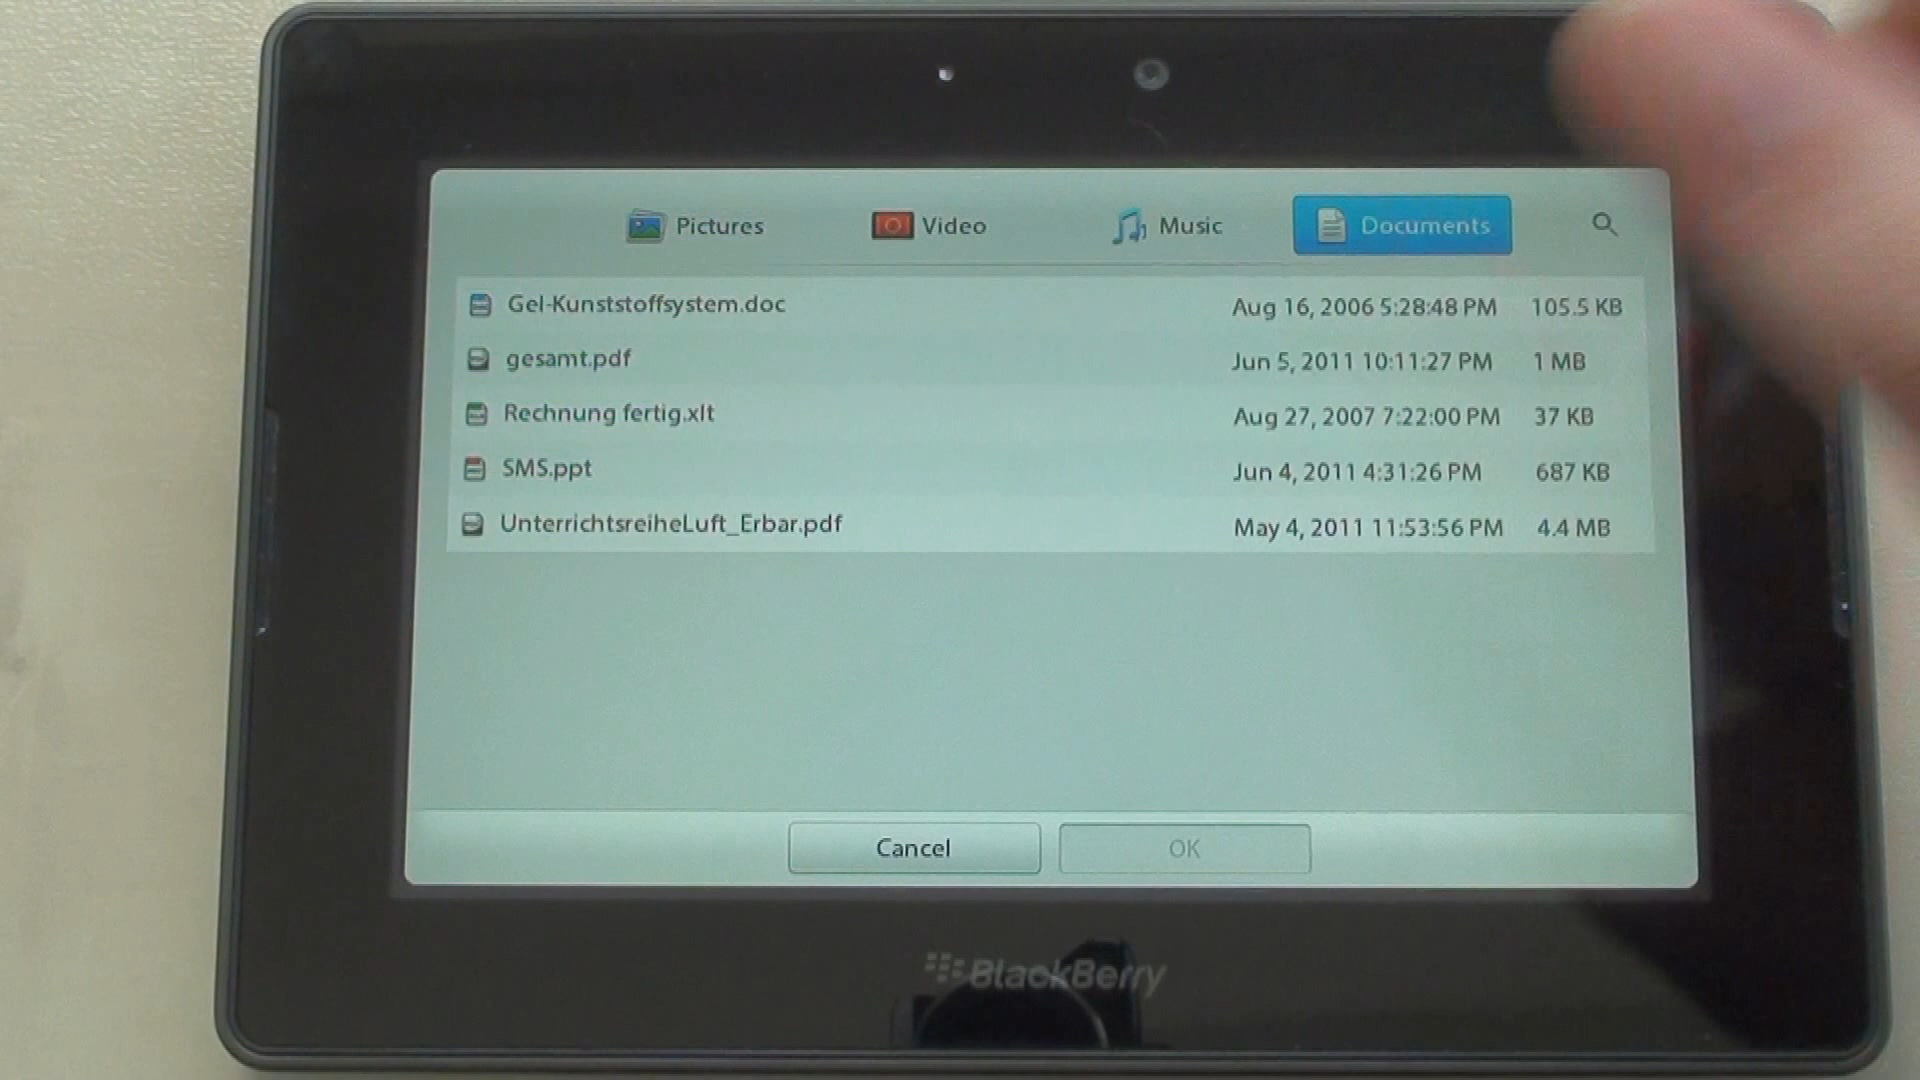 Pictures Video Music Documents
Gel-Kunststoffsystem.doc Aug 16, 2006 5:28:48 PM 105.5 KB
gesamt.pdf Jun 5, 2011 10:11:27 PM 1 MB
Rechnung fertig.xlt Aug 27, 2007 7:22:00 PM 37 KB
SMS.ppt Jun 4, 2011 4:31:26 PM 687 KB
UnterrichtsreiheLuft_Erbar.pdf May 4, 2011 11:53:56 PM 4.4 MB
Cancel OK
BlackBerry